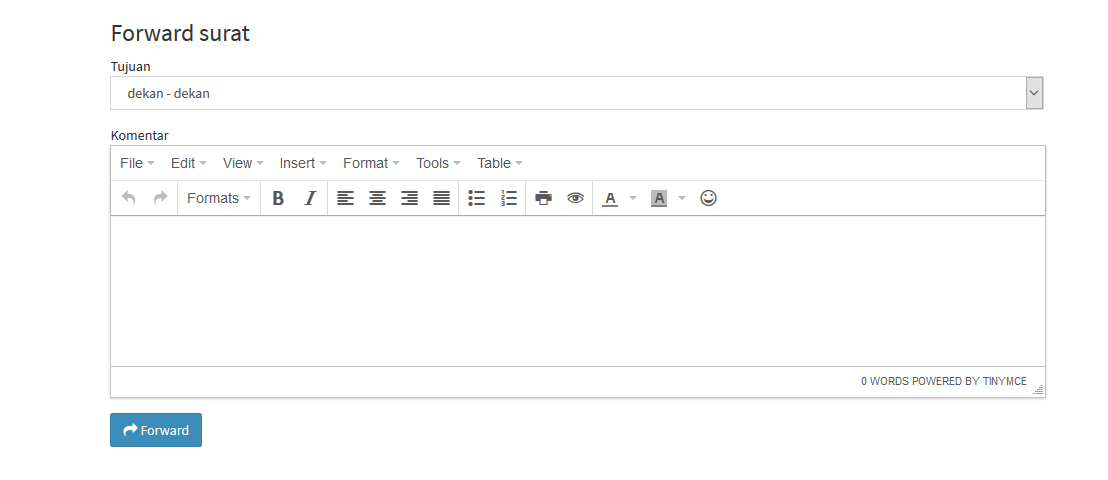 Forward surat
Tujuan
dekan - dekan
Komentar
File Edit View Insert Format Tools Table
Formats B I A A
0 WORDS POWERED BY TINYMCE
Forward